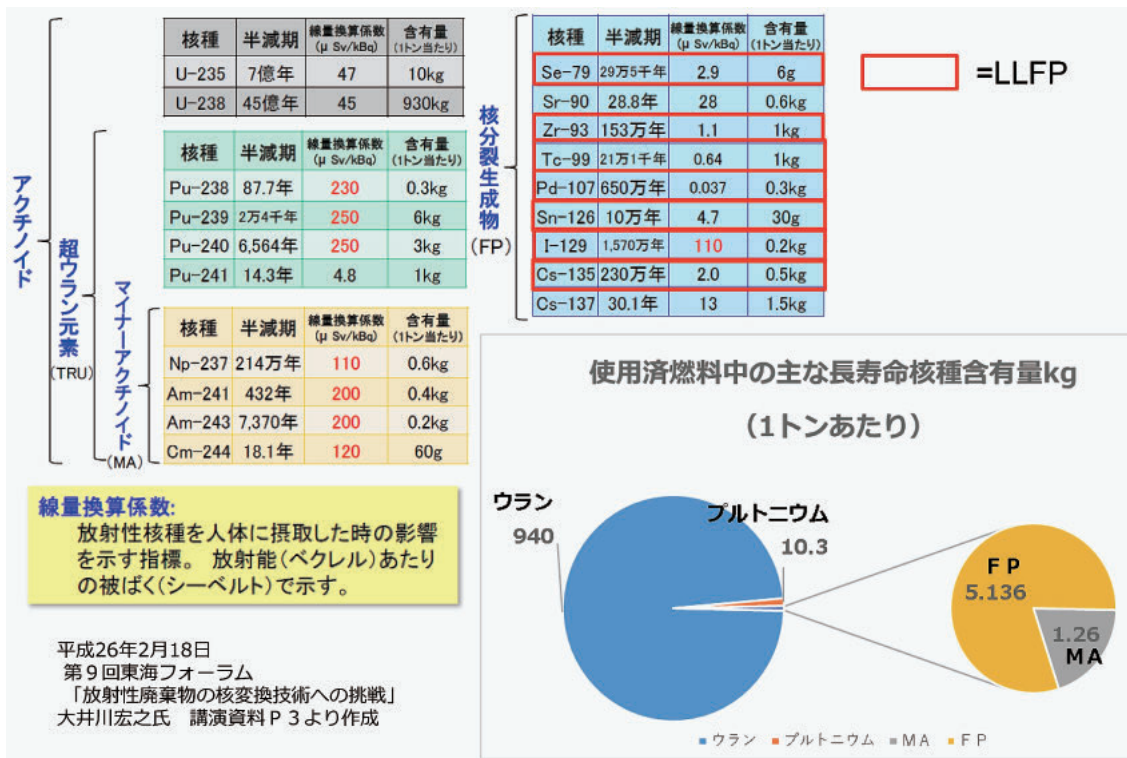 核種 半減期 線量換算係数(μ Sv/kBq) 含有量(1トン当たり)
U-235 7億年 47 10kg
U-238 45億年 45 930kg
アクチノイド
超ウラン元素
(TRU)
核種 半減期 線量換算係数(μ Sv/kBq) 含有量(1トン当たり)
Pu-238 87.7年 230 0.3kg
Pu-239 2万4千年 250 6kg
Pu-240 6,564年 250 3kg
Pu-241 14.3年 4.8 1kg
マイナーアクチノイド
(MA)
核種 半減期 線量換算係数(μ Sv/kBq) 含有量(1トン当たり)
Np-237 214万年 110 0.6kg
Am-241 432年 200 0.4kg
Am-243 7,370年 200 0.2kg
Cm-244 18.1年 120 60g
核分裂生成物
(FP)
核種 半減期 線量換算係数(μ Sv/kBq) 含有量(1トン当たり)
Se-79 29万5千年 2.9 6g
Sr-90 28.8年 28 0.6kg
Zr-93 153万年 1.1 1kg
Tc-99 21万1千年 0.64 1kg
Pd-107 650万年 0.037 0.3kg
Sn-126 10万年 4.7 30g
I-129 1,570万年 110 0.2kg
Cs-135 230万年 2.0 0.5kg
Cs-137 30.1年 13 1.5kg
=LLFP
線量換算係数:
放射性核種を人体に摂取した時の影響
を示す指標。 放射能(ベクレル)あたり
の被ばく(シーベルト)で示す。
平成26年2月18日
第9回東海フォーラム
「放射性廃棄物の核変換技術への挑戦」
大井川宏之氏 講演資料P3より作成
使用済燃料中の主な長寿命核種含有量kg
(1トンあたり)
ウラン
940
プルトニウム
10.3
FP
5.136
1.26
MA
ウラン プルトニウム MA FP